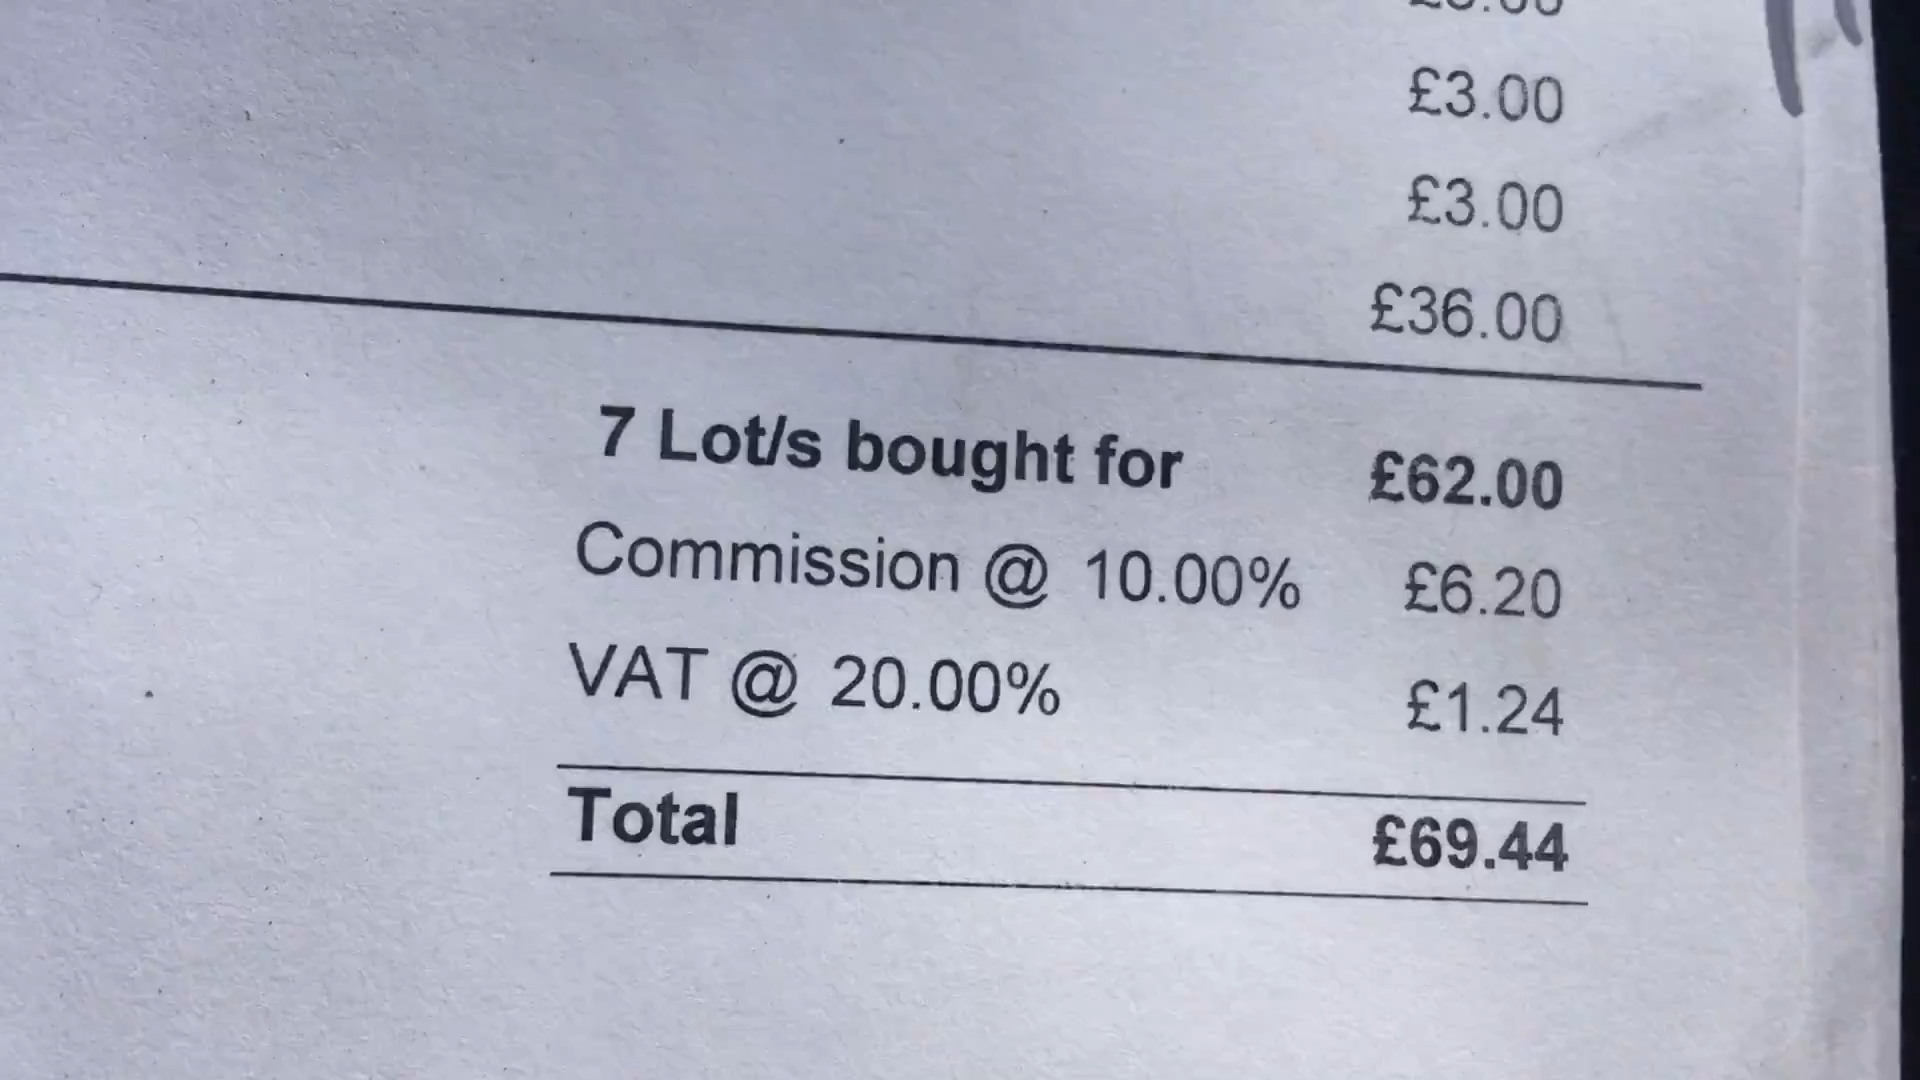 £3.00
£3.00
£36.00
7 Lot/s bought for £62.00
Commission @ 10.00% £6.20
VAT @ 20.00% £1.24
Total £69.44